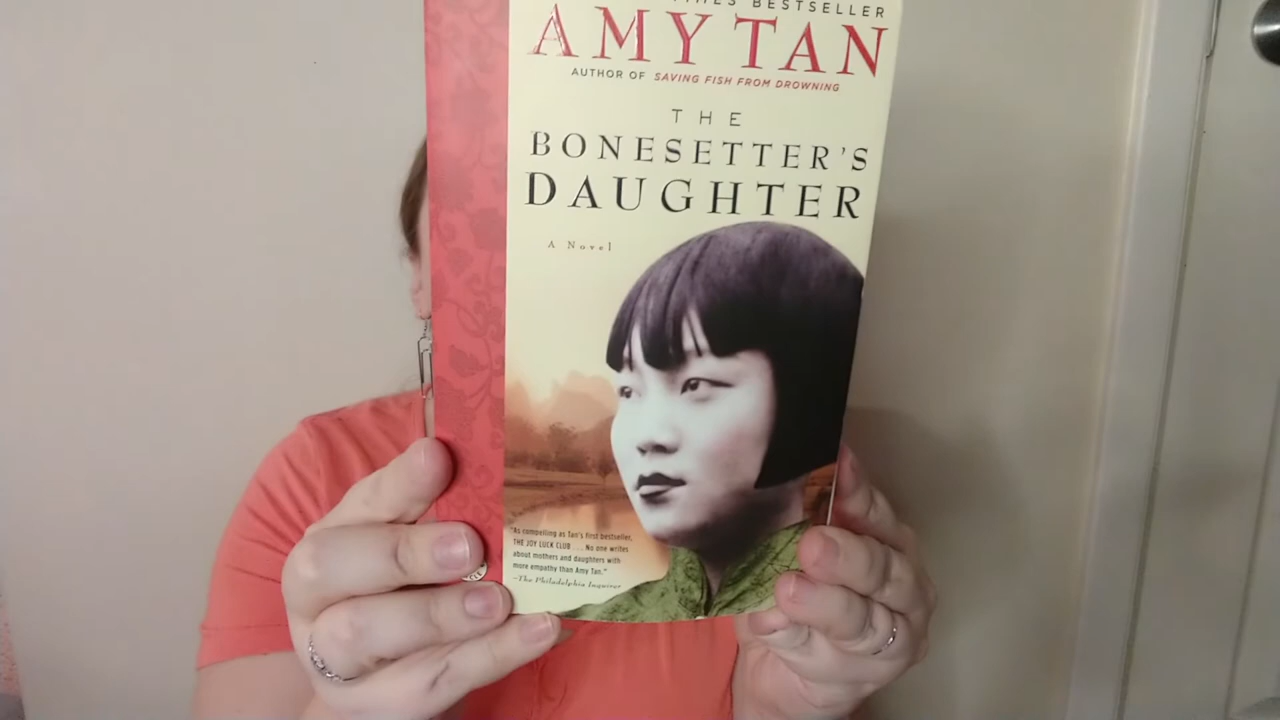 TIMES BESTSELLER
AMY TAN
AUTHOR OF SAVING FISH FROM DROWNING
THE
BONESETTER'S
DAUGHTER
A Novel
"As compelling as Tan's first bestseller,
THE JOY LUCK CLUB . . . No one writes
about mothers and daughters with
more empathy than Amy Tan."
—The Philadelphia Inquirer